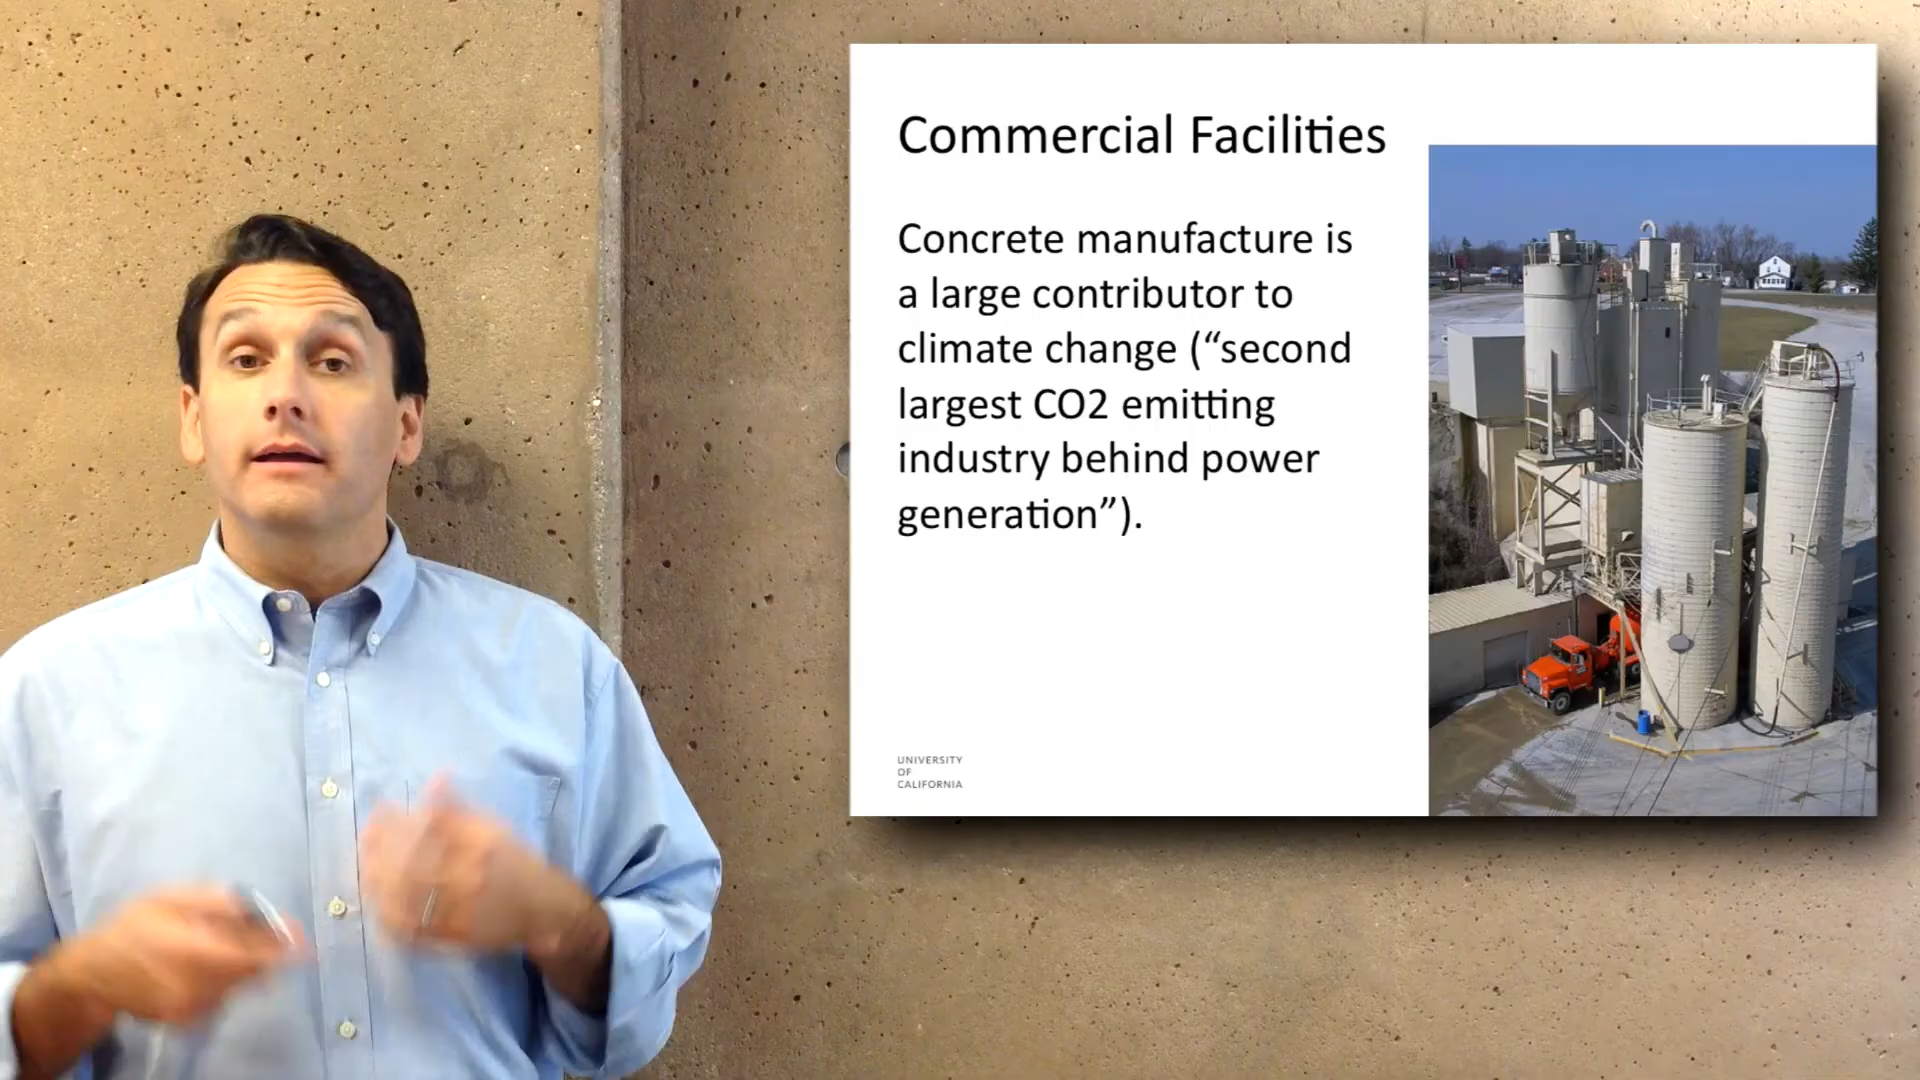 Commercial Facilities
Concrete manufacture is
a large contributor to
climate change (“second
largest CO2 emitting
industry behind power
generation”).
UNIVERSITY
OF
CALIFORNIA